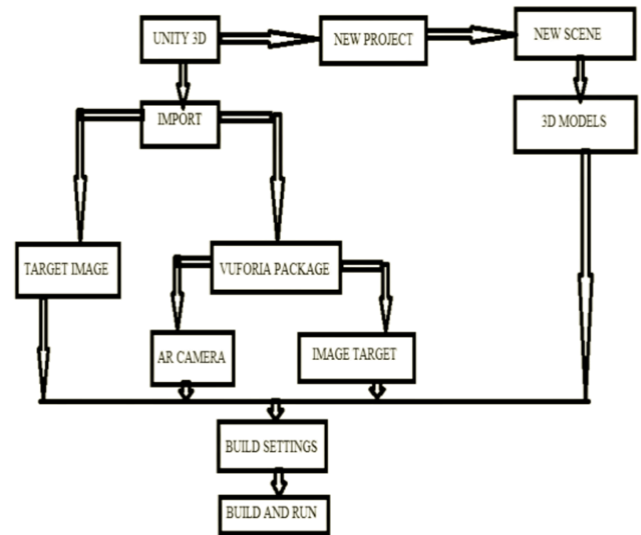 UNITY 3D
NEW PROJECT
NEW SCENE
IMPORT
3D MODELS
TARGET IMAGE
VUFORIA PACKAGE
AR CAMERA
IMAGE TARGET
BUILD SETTINGS
BUILD AND RUN